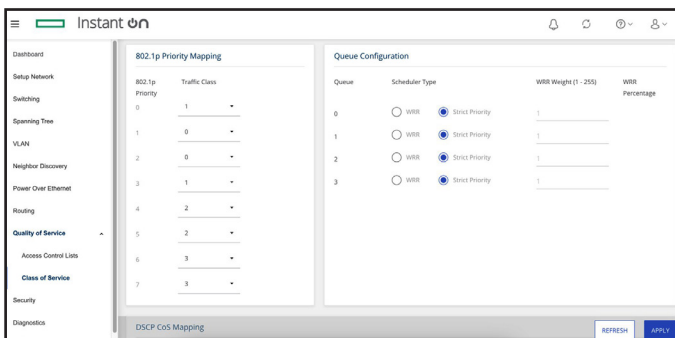 Instant on
Dashboard
Setup Network
Switching
Spanning Tree
VLAN
Neighbor Discovery
Power Over Ethernet
Routing
Quality of Service
Access Control Lists
Class of Service
Security
Diagnostics
802.1p Priority Mapping
802.1p Priority Traffic Class
0 1
1 0
2 0
3 1
4 2
5 2
6 3
7 3
Queue Configuration
Queue Scheduler Type WRR Weight (1 - 255) WRR Percentage
0 WRR Strict Priority 1
1 WRR Strict Priority 1
2 WRR Strict Priority 1
3 WRR Strict Priority 1
DSCP CoS Mapping
REFRESH APPLY